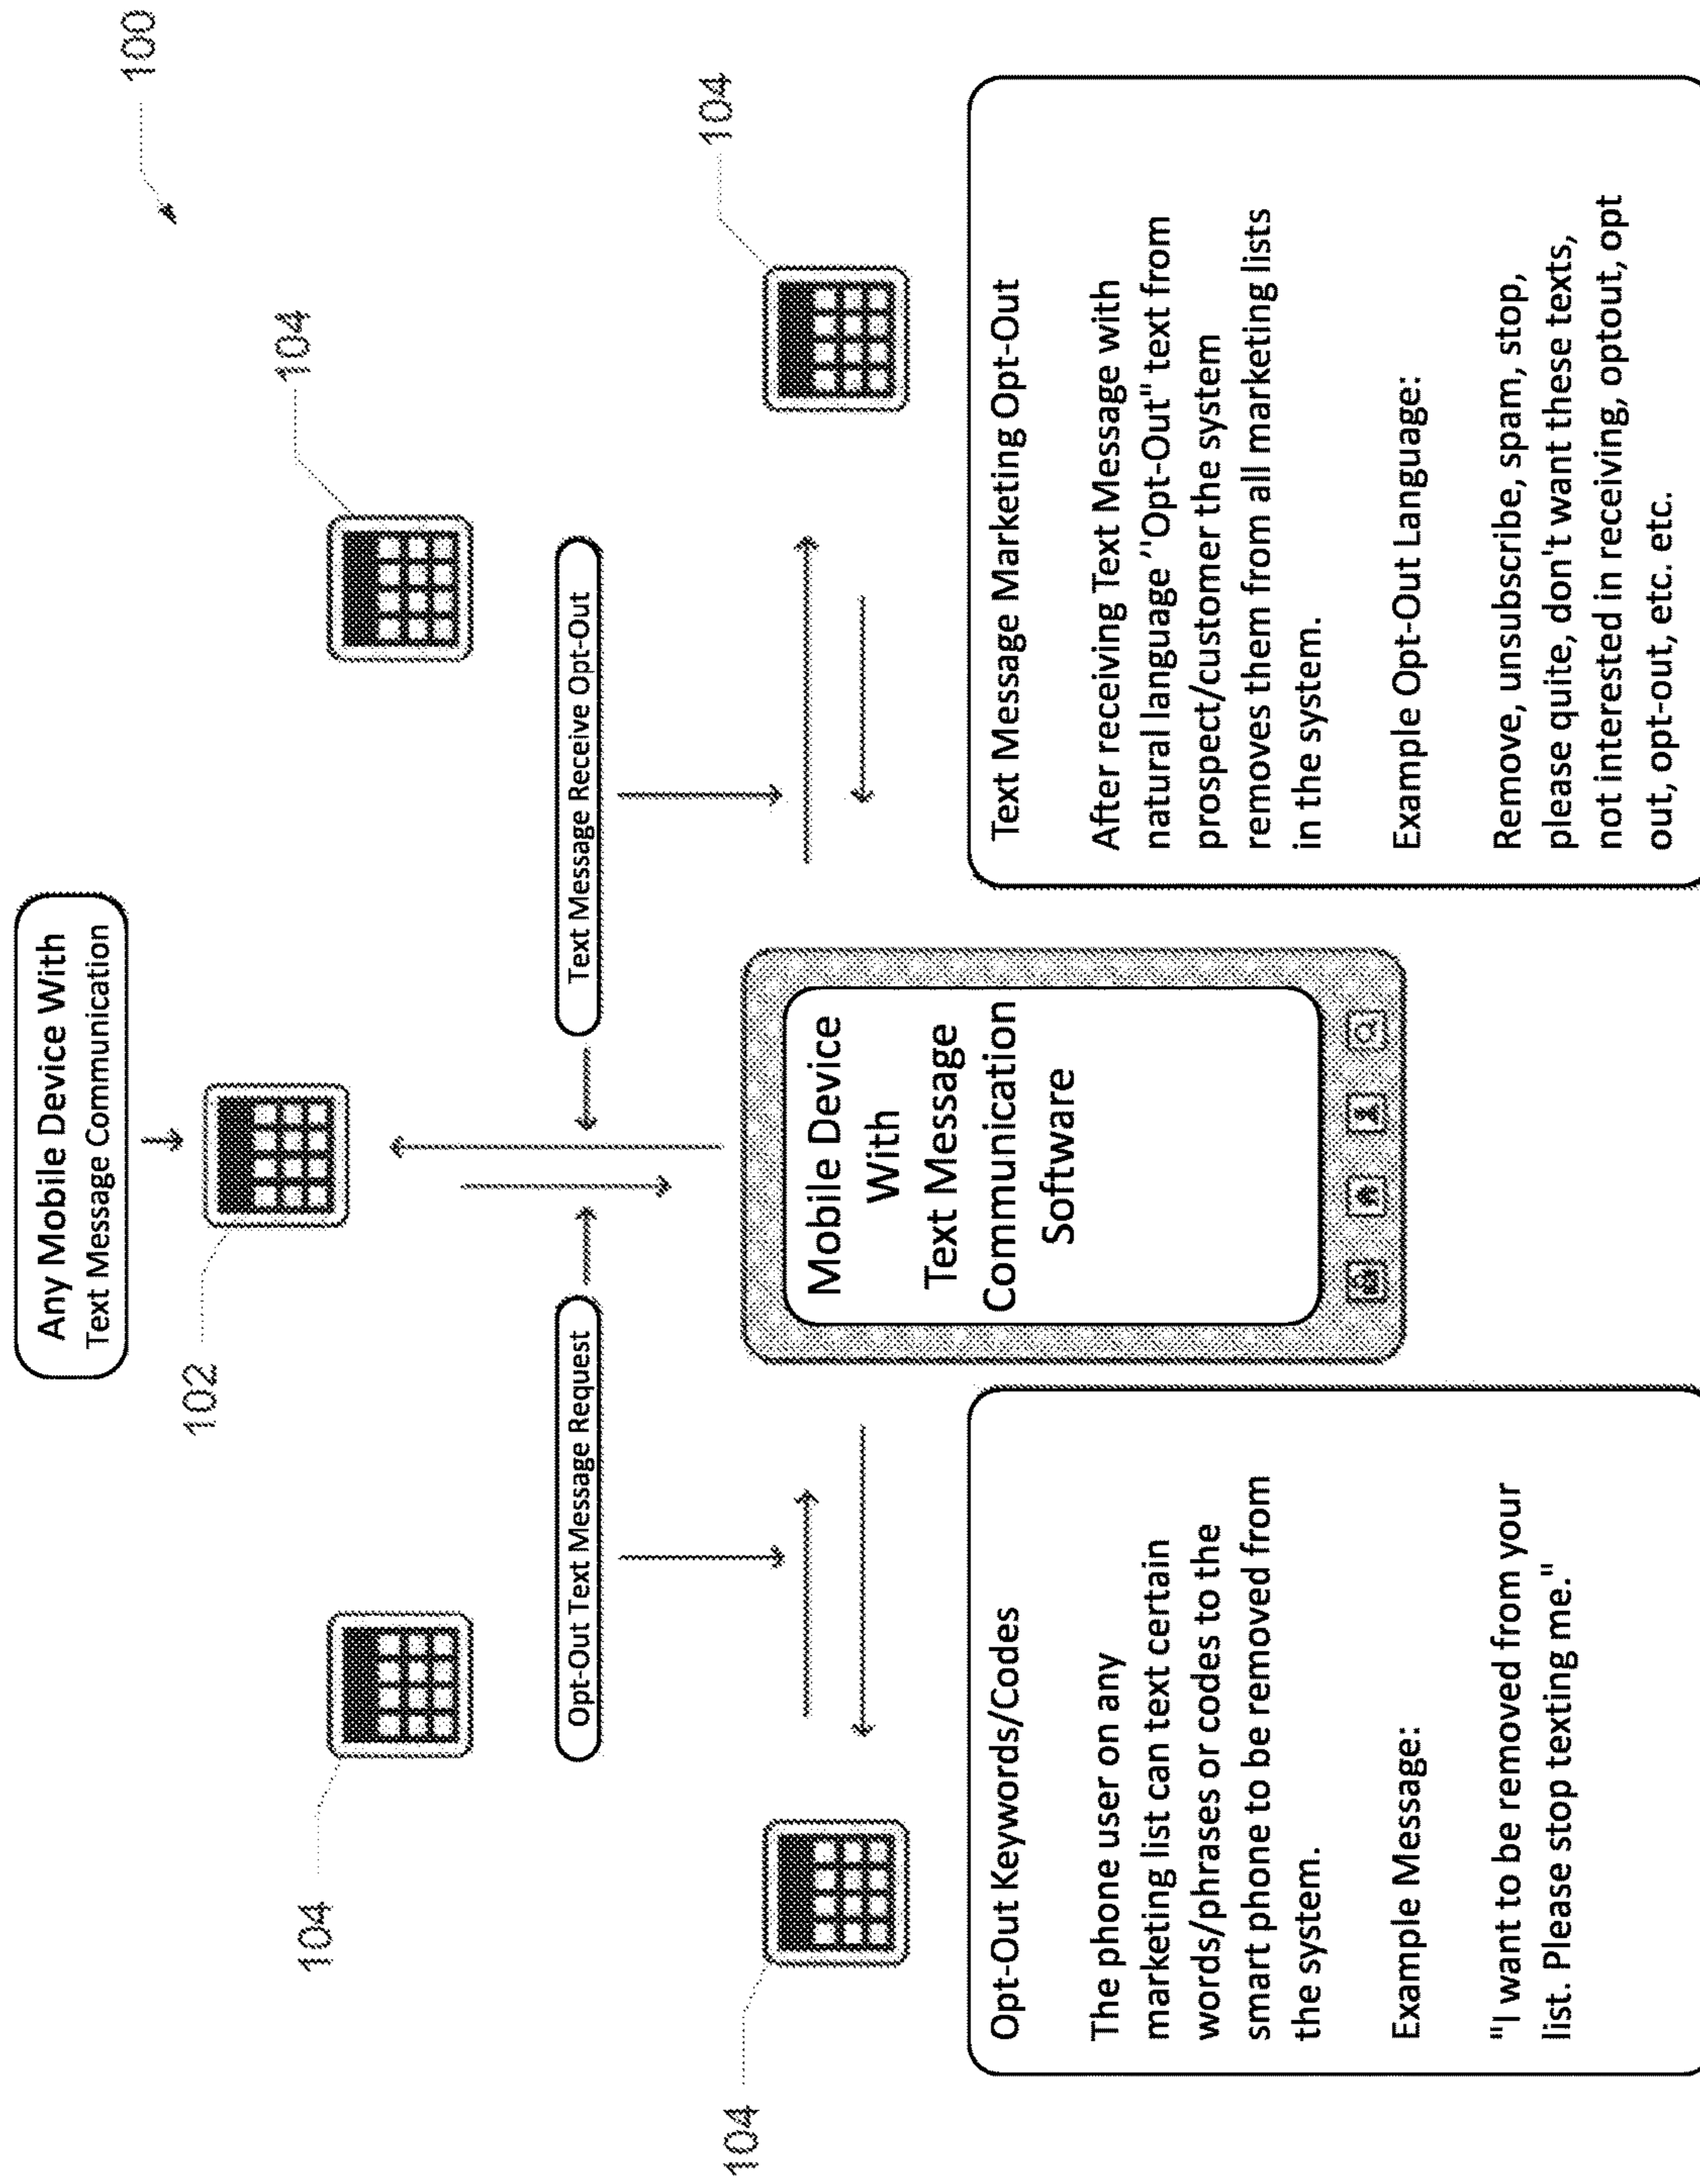 100
Any Mobile Device With
Text Message Communication
102
104
104
Opt-Out Text Message Request
Text Message Receive Opt-Out
104
104
Mobile Device
With
Text Message
Communication
Software
Opt-Out Keywords/Codes
The phone user on any
marketing list can text certain
words/phrases or codes to the
smart phone to be removed from
the system.
Example Message:
"I want to be removed from your
list. Please stop texting me."
Text Message Marketing Opt-Out
After receiving Text Message with
natural language "Opt-Out" text from
prospect/customer the system
removes them from all marketing lists
in the system.
Example Opt-Out Language:
Remove, unsubscribe, spam, stop,
please quite, don't want these texts,
not interested in receiving, optout, opt
out, opt-out, etc. etc.